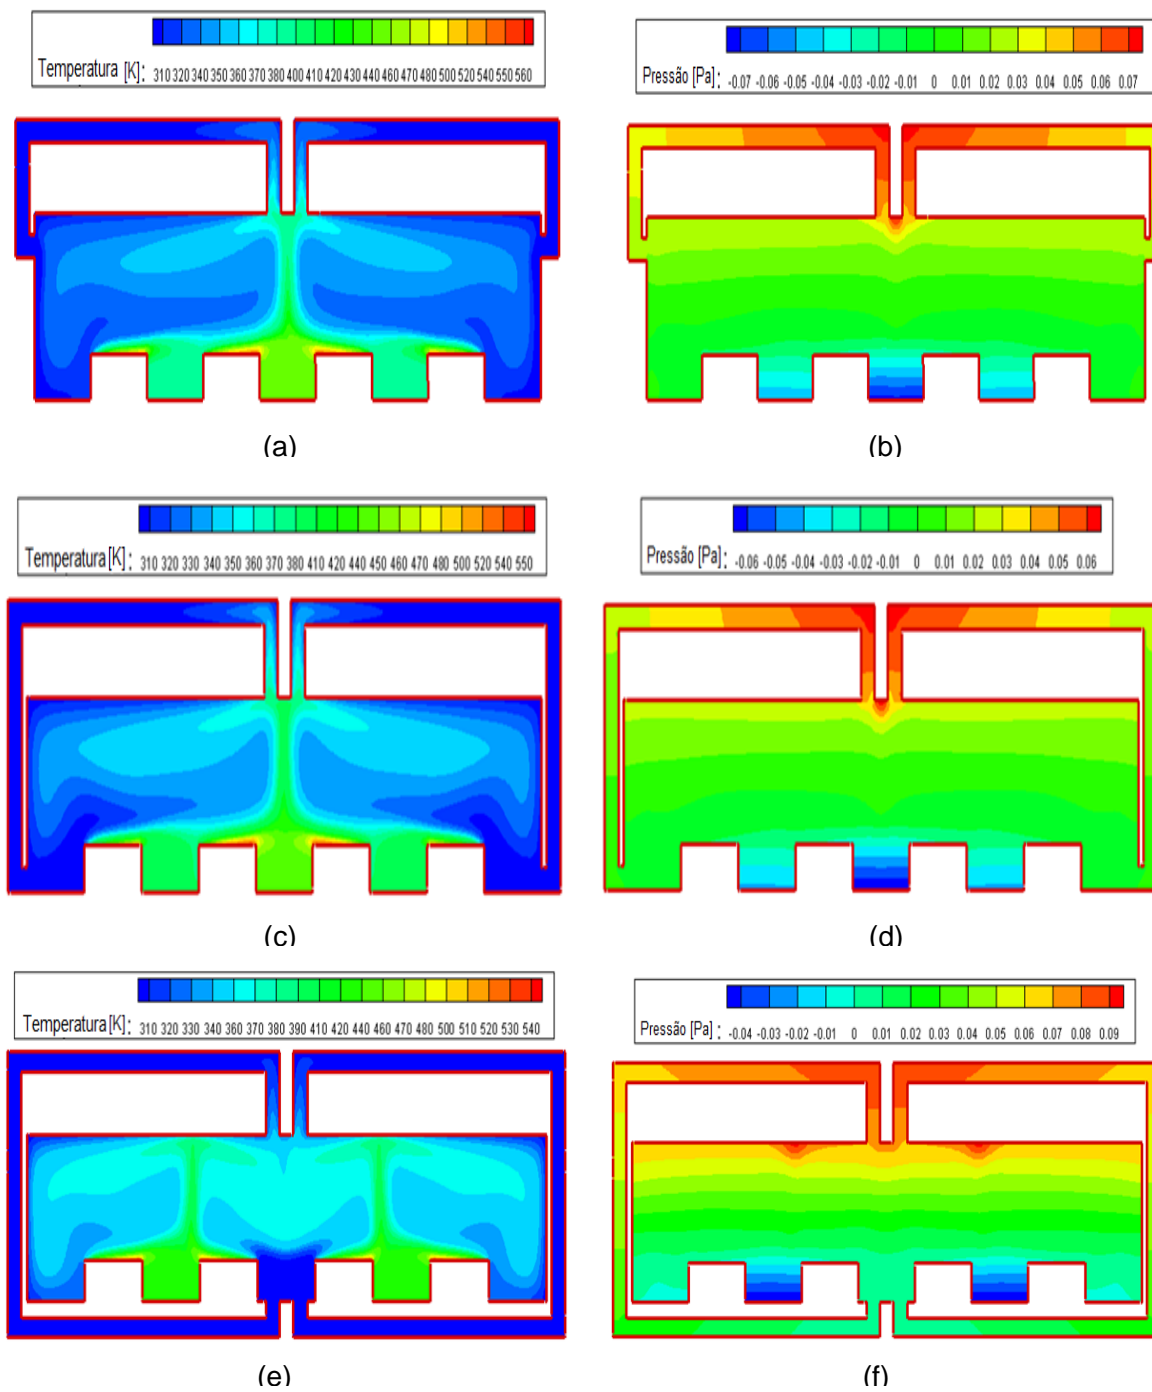 Temperatura [K]: 310 320 340 350 360 370 380 400 410 420 430 440 460 470 480 490 500 520 540 550 560
Pressão [Pa]: -0.07 -0.06 -0.05 -0.04 -0.03 -0.02 -0.01 0 0.01 0.02 0.03 0.04 0.05 0.06 0.07
(a)
(b)
Temperatura [K]: 310 320 330 340 350 360 370 380 410 420 430 440 450 460 470 480 490 500 520 540 550
Pressão [Pa]: -0.06 -0.05 -0.04 -0.03 -0.02 -0.01 0 0.01 0.02 0.03 0.04 0.05 0.06
(c)
(d)
Temperatura [K]: 310 320 330 340 350 360 370 380 390 410 420 460 470 480 500 510 520 530 540
Pressão [Pa]: -0.04 -0.03 -0.02 -0.01 0 0.01 0.02 0.03 0.04 0.05 0.06 0.07 0.08 0.09
(e)
(f)